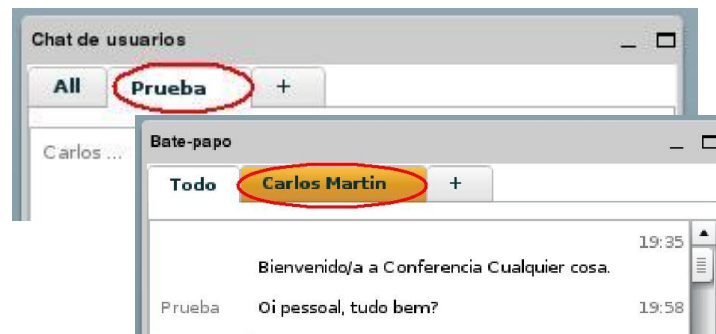 Chat de usuarios
All Prueba +
Carlos ...
Bate-papo
Todo Carlos Martin +
19:35
Bienvenido/a a Conferencia Cualquier cosa.
Prueba Oi pessoal, tudo bem? 19:58